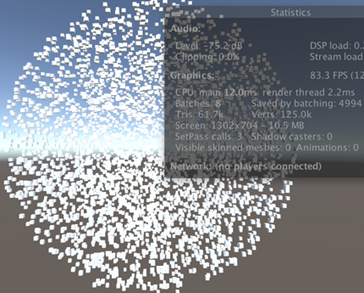 Statistics
Audio:
Level: -75.2 dB DSP load: 0.
Clipping: 0.0% Stream load
Graphics: 83.3 FPS (12
CPU: main 12.0ms render thread 2.2ms
Batches: 8 Saved by batching: 4994
Tris: 61.7k Verts: 125.0k
Screen: 1302x704 - 10.5 MB
SetPass calls: 3 Shadow casters: 0
Visible skinned meshes: 0 Animations: 0
Network: (no players connected)